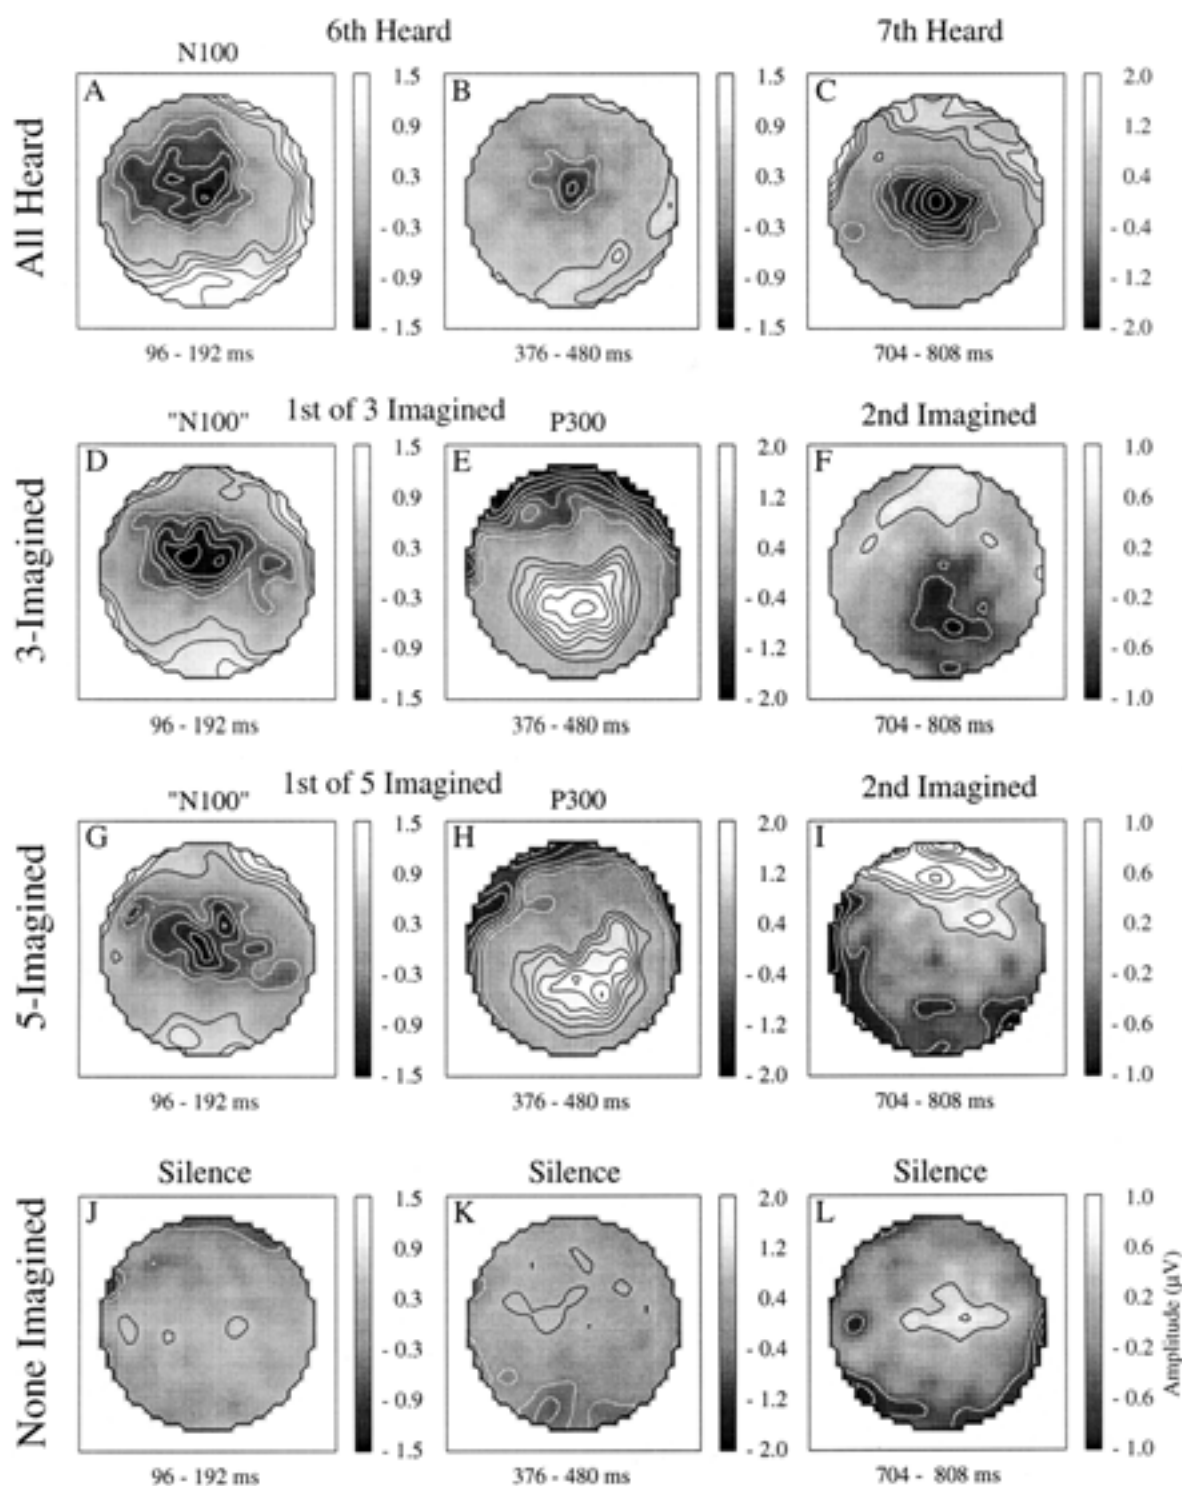 6th Heard
7th Heard
N100
All Heard
A
1.5
0.9
0.3
- 0.3
- 0.9
- 1.5
96 - 192 ms
B
1.5
0.9
0.3
- 0.3
- 0.9
- 1.5
376 - 480 ms
C
2.0
1.2
0.4
- 0.4
- 1.2
- 2.0
704 - 808 ms
1st of 3 Imagined
2nd Imagined
"N100"
P300
3-Imagined
D
1.5
0.9
0.3
- 0.3
- 0.9
- 1.5
96 - 192 ms
E
2.0
1.2
0.4
- 0.4
- 1.2
- 2.0
376 - 480 ms
F
1.0
0.6
0.2
- 0.2
- 0.6
- 1.0
704 - 808 ms
1st of 5 Imagined
2nd Imagined
"N100"
P300
5-Imagined
G
1.5
0.9
0.3
- 0.3
- 0.9
- 1.5
96 - 192 ms
H
2.0
1.2
0.4
- 0.4
- 1.2
- 2.0
376 - 480 ms
I
1.0
0.6
0.2
- 0.2
- 0.6
- 1.0
704 - 808 ms
Silence
Silence
Silence
None Imagined
J
1.5
0.9
0.3
- 0.3
- 0.9
- 1.5
96 - 192 ms
K
2.0
1.2
0.4
- 0.4
- 1.2
- 2.0
376 - 480 ms
L
1.0
0.6
0.2
- 0.2
- 0.6
- 1.0
Amplitude (µV)
704 - 808 ms